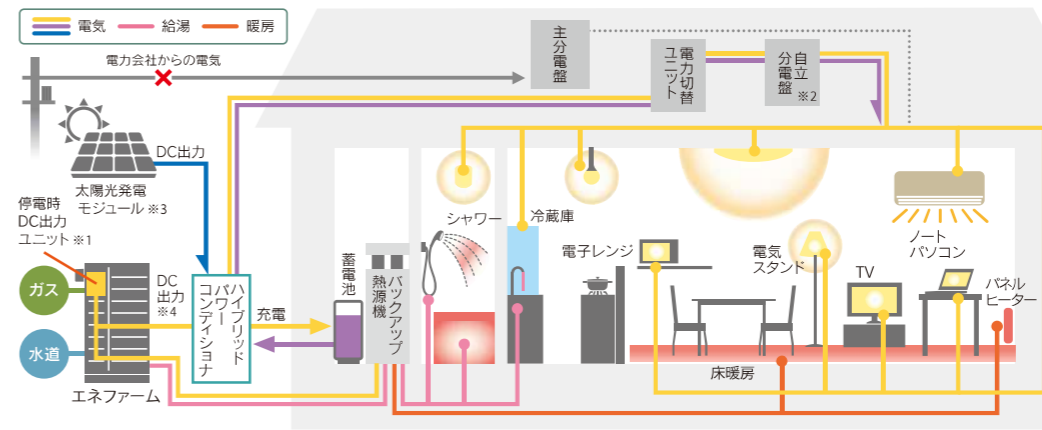 電気
給湯
暖房
電力会社からの電気
主分電盤
電力切替
ユニット
自立
分電盤
※2
DC出力
太陽光発電
モジュール ※3
停電時
DC出力
ユニット ※1
ガス
水道
エネファーム
DC
出力
※4
ハイブリッド
パワー
コンディショナ
充電
蓄電池
バックアップ
熱源機
シャワー
冷蔵庫
電子レンジ
電気
スタンド
TV
ノート
パソコン
パネル
ヒーター
床暖房